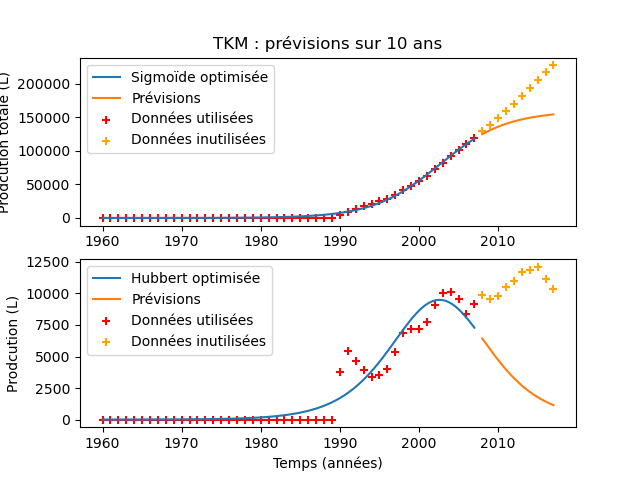 TKM : prévisions sur 10 ans
Prodcution totale (L)
200000
150000
100000
50000
0
Sigmoïde optimisée
Prévisions
Données utilisées
Données inutilisées
1960 1970 1980 1990 2000 2010
Prodcution (L)
12500
10000
7500
5000
2500
0
Hubbert optimisée
Prévisions
Données utilisées
Données inutilisées
1960 1970 1980 1990 2000 2010
Temps (années)